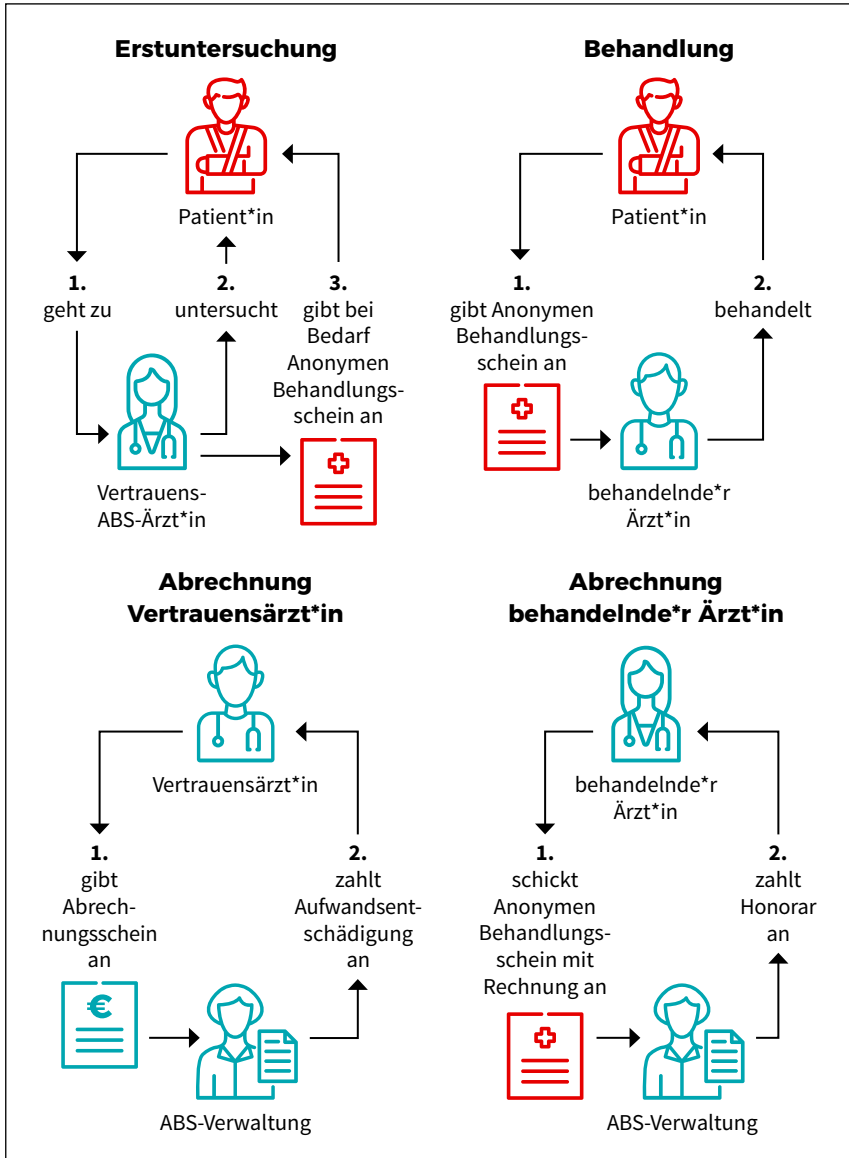 Erstuntersuchung
Patient*in
1.
geht zu
2.
untersucht
3.
gibt bei
Bedarf
Anonymen
Behandlungs-
schein an
Vertrauens-
ABS-Ärzt*in
Behandlung
Patient*in
1.
gibt Anonymen
Behandlungs-
schein an
2.
behandelt
behandelnde*r
Ärzt*in
Abrechnung
Vertrauensärzt*in
Vertrauensärzt*in
1.
gibt
Abrech-
nungsschein
an
€
2.
zahlt
Aufwandsent-
schädigung
an
ABS-Verwaltung
Abrechnung
behandelnde*r Ärzt*in
behandelnde*r
Ärzt*in
1.
schickt
Anonymen
Behandlungs-
schein mit
Rechnung an
2.
zahlt
Honorar
an
ABS-Verwaltung